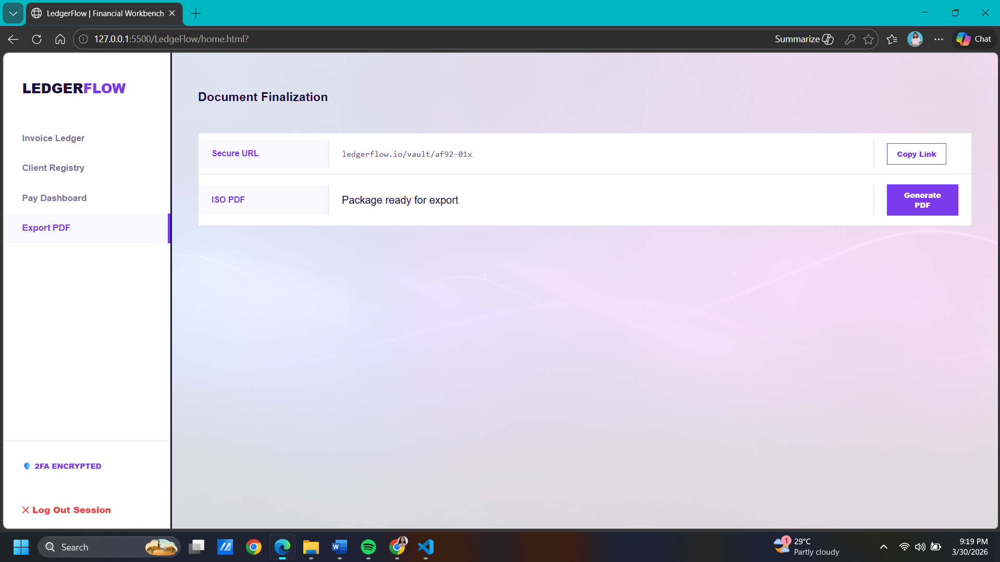 LedgerFlow | Financial Workbench
127.0.0.1:5500/LedgeFlow/home.html?
Summarize
Chat
LEDGERFLOW
Invoice Ledger
Client Registry
Pay Dashboard
Export PDF
2FA ENCRYPTED
Log Out Session
Document Finalization
Secure URL
ledgerflow.io/vault/af92-01x
Copy Link
ISO PDF
Package ready for export
Generate
PDF
Search
W
1
29°C
Partly cloudy
9:19 PM
3/30/2026